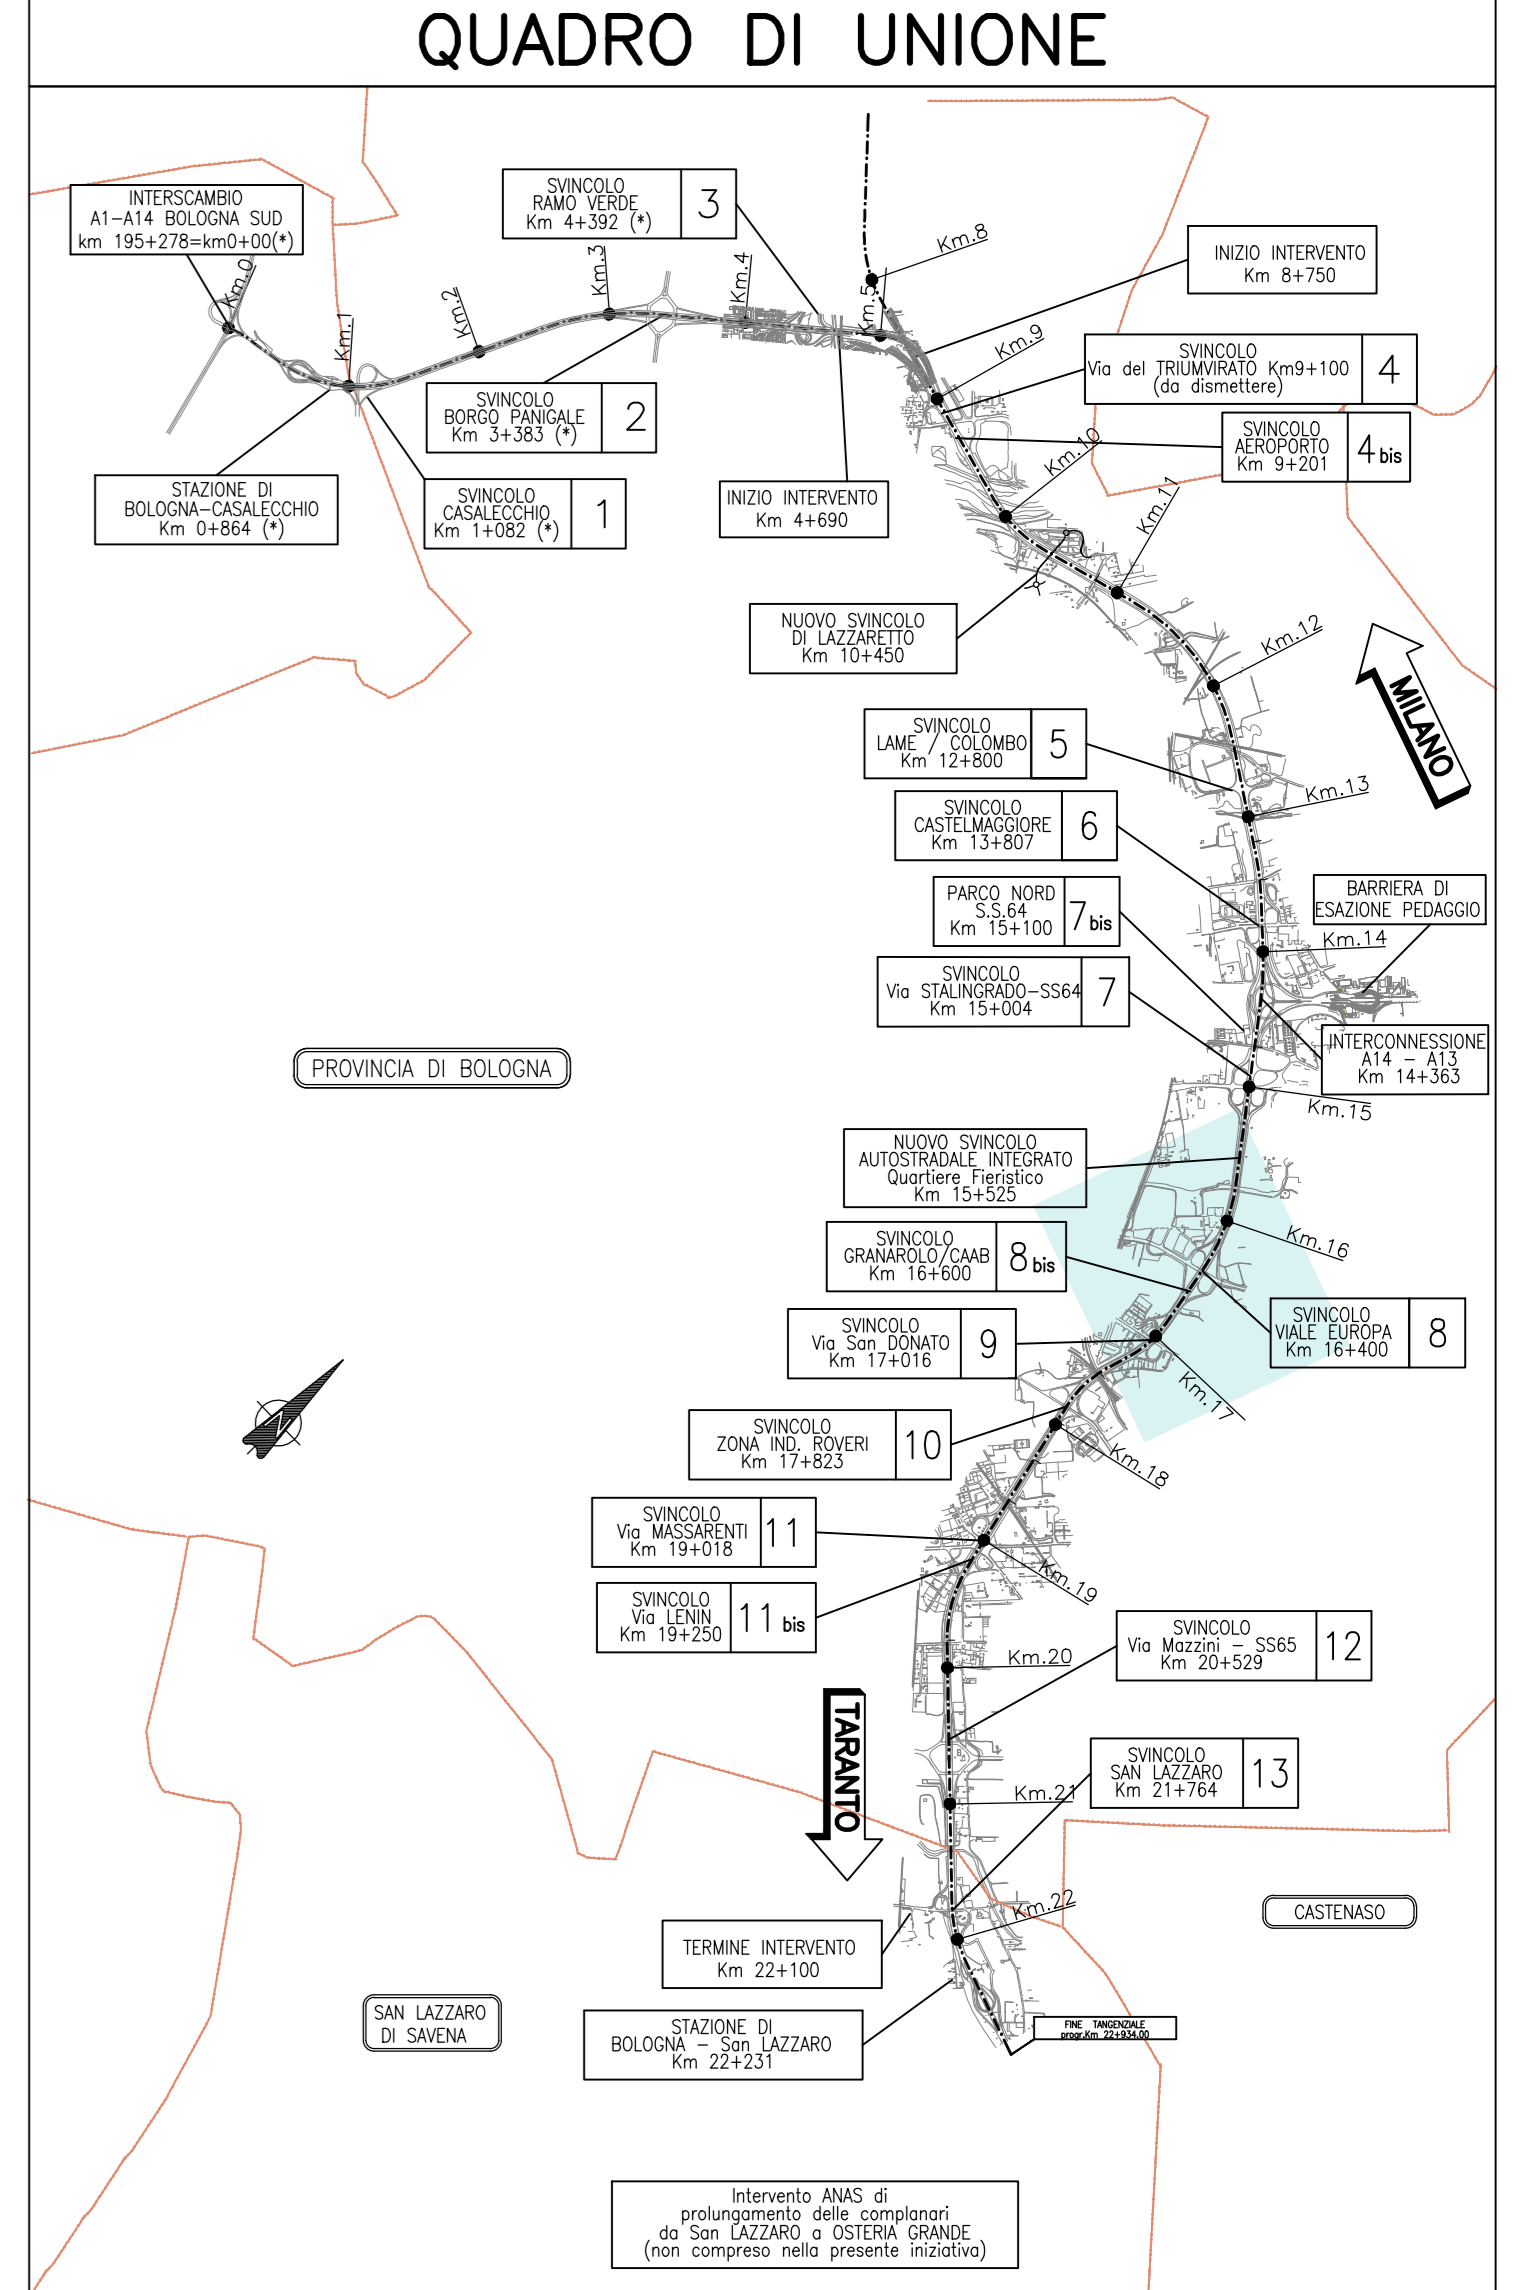 QUADRO DI UNIONE
INTERSCAMBIO
A1-A14 BOLOGNA SUD
km 195+278=km0+00(*)
SVINCOLO
RAMO VERDE
Km 4+392 (*)
3
Km.0
Km.1
Km.2
Km.3
Km.4
Km.5
Km.8
INIZIO INTERVENTO
Km 8+750
Km.9
SVINCOLO
Via del TRIUMVIRATO Km9+100
(da dismettere)
4
SVINCOLO
BORGO PANIGALE
Km 3+383 (*)
2
SVINCOLO
AEROPORTO
Km 9+201
4 bis
Km.10
STAZIONE DI
BOLOGNA-CASALECCHIO
Km 0+864 (*)
SVINCOLO
CASALECCHIO
Km 1+082 (*)
1
INIZIO INTERVENTO
Km 4+690
Km.11
NUOVO SVINCOLO
DI LAZZARETTO
Km 10+450
Km.12
MILANO
SVINCOLO
LAME / COLOMBO
Km 12+800
5
Km.13
SVINCOLO
CASTELMAGGIORE
Km 13+807
6
PARCO NORD
S.S.64
Km 15+100
7 bis
BARRIERA DI
ESAZIONE PEDAGGIO
Km.14
SVINCOLO
Via STALINGRADO-SS64
Km 15+004
7
INTERCONNESSIONE
A14 - A13
Km 14+363
PROVINCIA DI BOLOGNA
Km.15
NUOVO SVINCOLO
AUTOSTRADALE INTEGRATO
Quartiere Fieristico
Km 15+525
Km.16
SVINCOLO
GRANAROLO/CAAB
Km 16+600
8 bis
SVINCOLO
VIALE EUROPA
Km 16+400
8
SVINCOLO
Via San DONATO
Km 17+016
9
Km.17
N
SVINCOLO
ZONA IND. ROVERI
Km 17+823
10
Km.18
SVINCOLO
Via MASSARENTI
Km 19+018
11
Km.19
SVINCOLO
Via LENIN
Km 19+250
11 bis
SVINCOLO
Via Mazzini - SS65
Km 20+529
12
Km.20
TARANTO
SVINCOLO
SAN LAZZARO
Km 21+764
13
Km.21
Km.22
CASTENASO
TERMINE INTERVENTO
Km 22+100
SAN LAZZARO
DI SAVENA
STAZIONE DI
BOLOGNA - San LAZZARO
Km 22+231
FINE TANGENZIALE
progr.Km 22+934.00
Intervento ANAS di
prolungamento delle complanari
da San LAZZARO a OSTERIA GRANDE
(non compreso nella presente iniziativa)